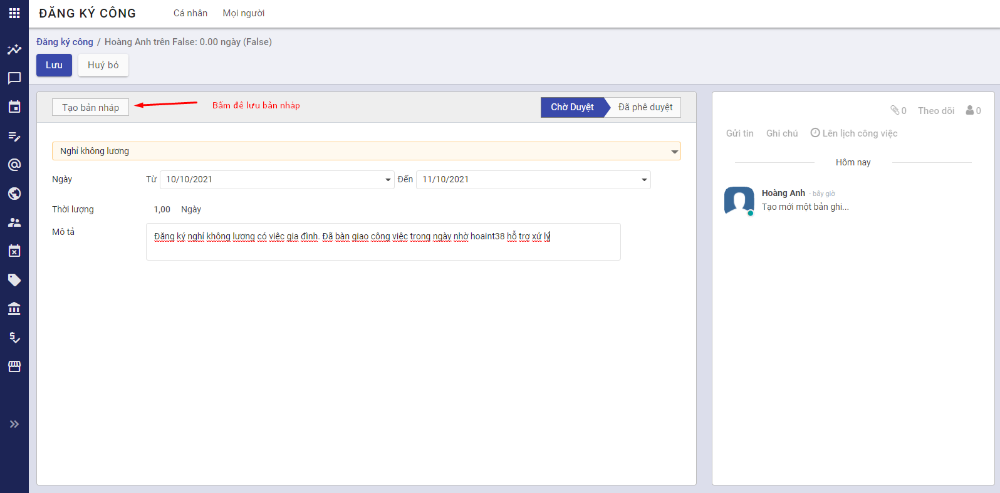 ĐĂNG KÝ CÔNG
Cá nhân
Mọi người
Đăng ký công / Hoàng Anh trên False: 0.00 ngày (False)
Lưu
Huỷ bỏ
Tạo bản nháp
Bấm để lưu bản nháp
Chờ Duyệt
Đã phê duyệt
Nghỉ không lương
Ngày
Từ
10/10/2021
Đến
11/10/2021
Thời lượng
1,00 Ngày
Mô tả
Đăng ký nghỉ không lương có việc gia đình. Đã bàn giao công việc trong ngày nhờ hoaint38 hỗ trợ xử lý
0
Theo dõi
0
Gửi tin
Ghi chú
Lên lịch công việc
Hôm nay
Hoàng Anh - bây giờ
Tạo mới một bản ghi...